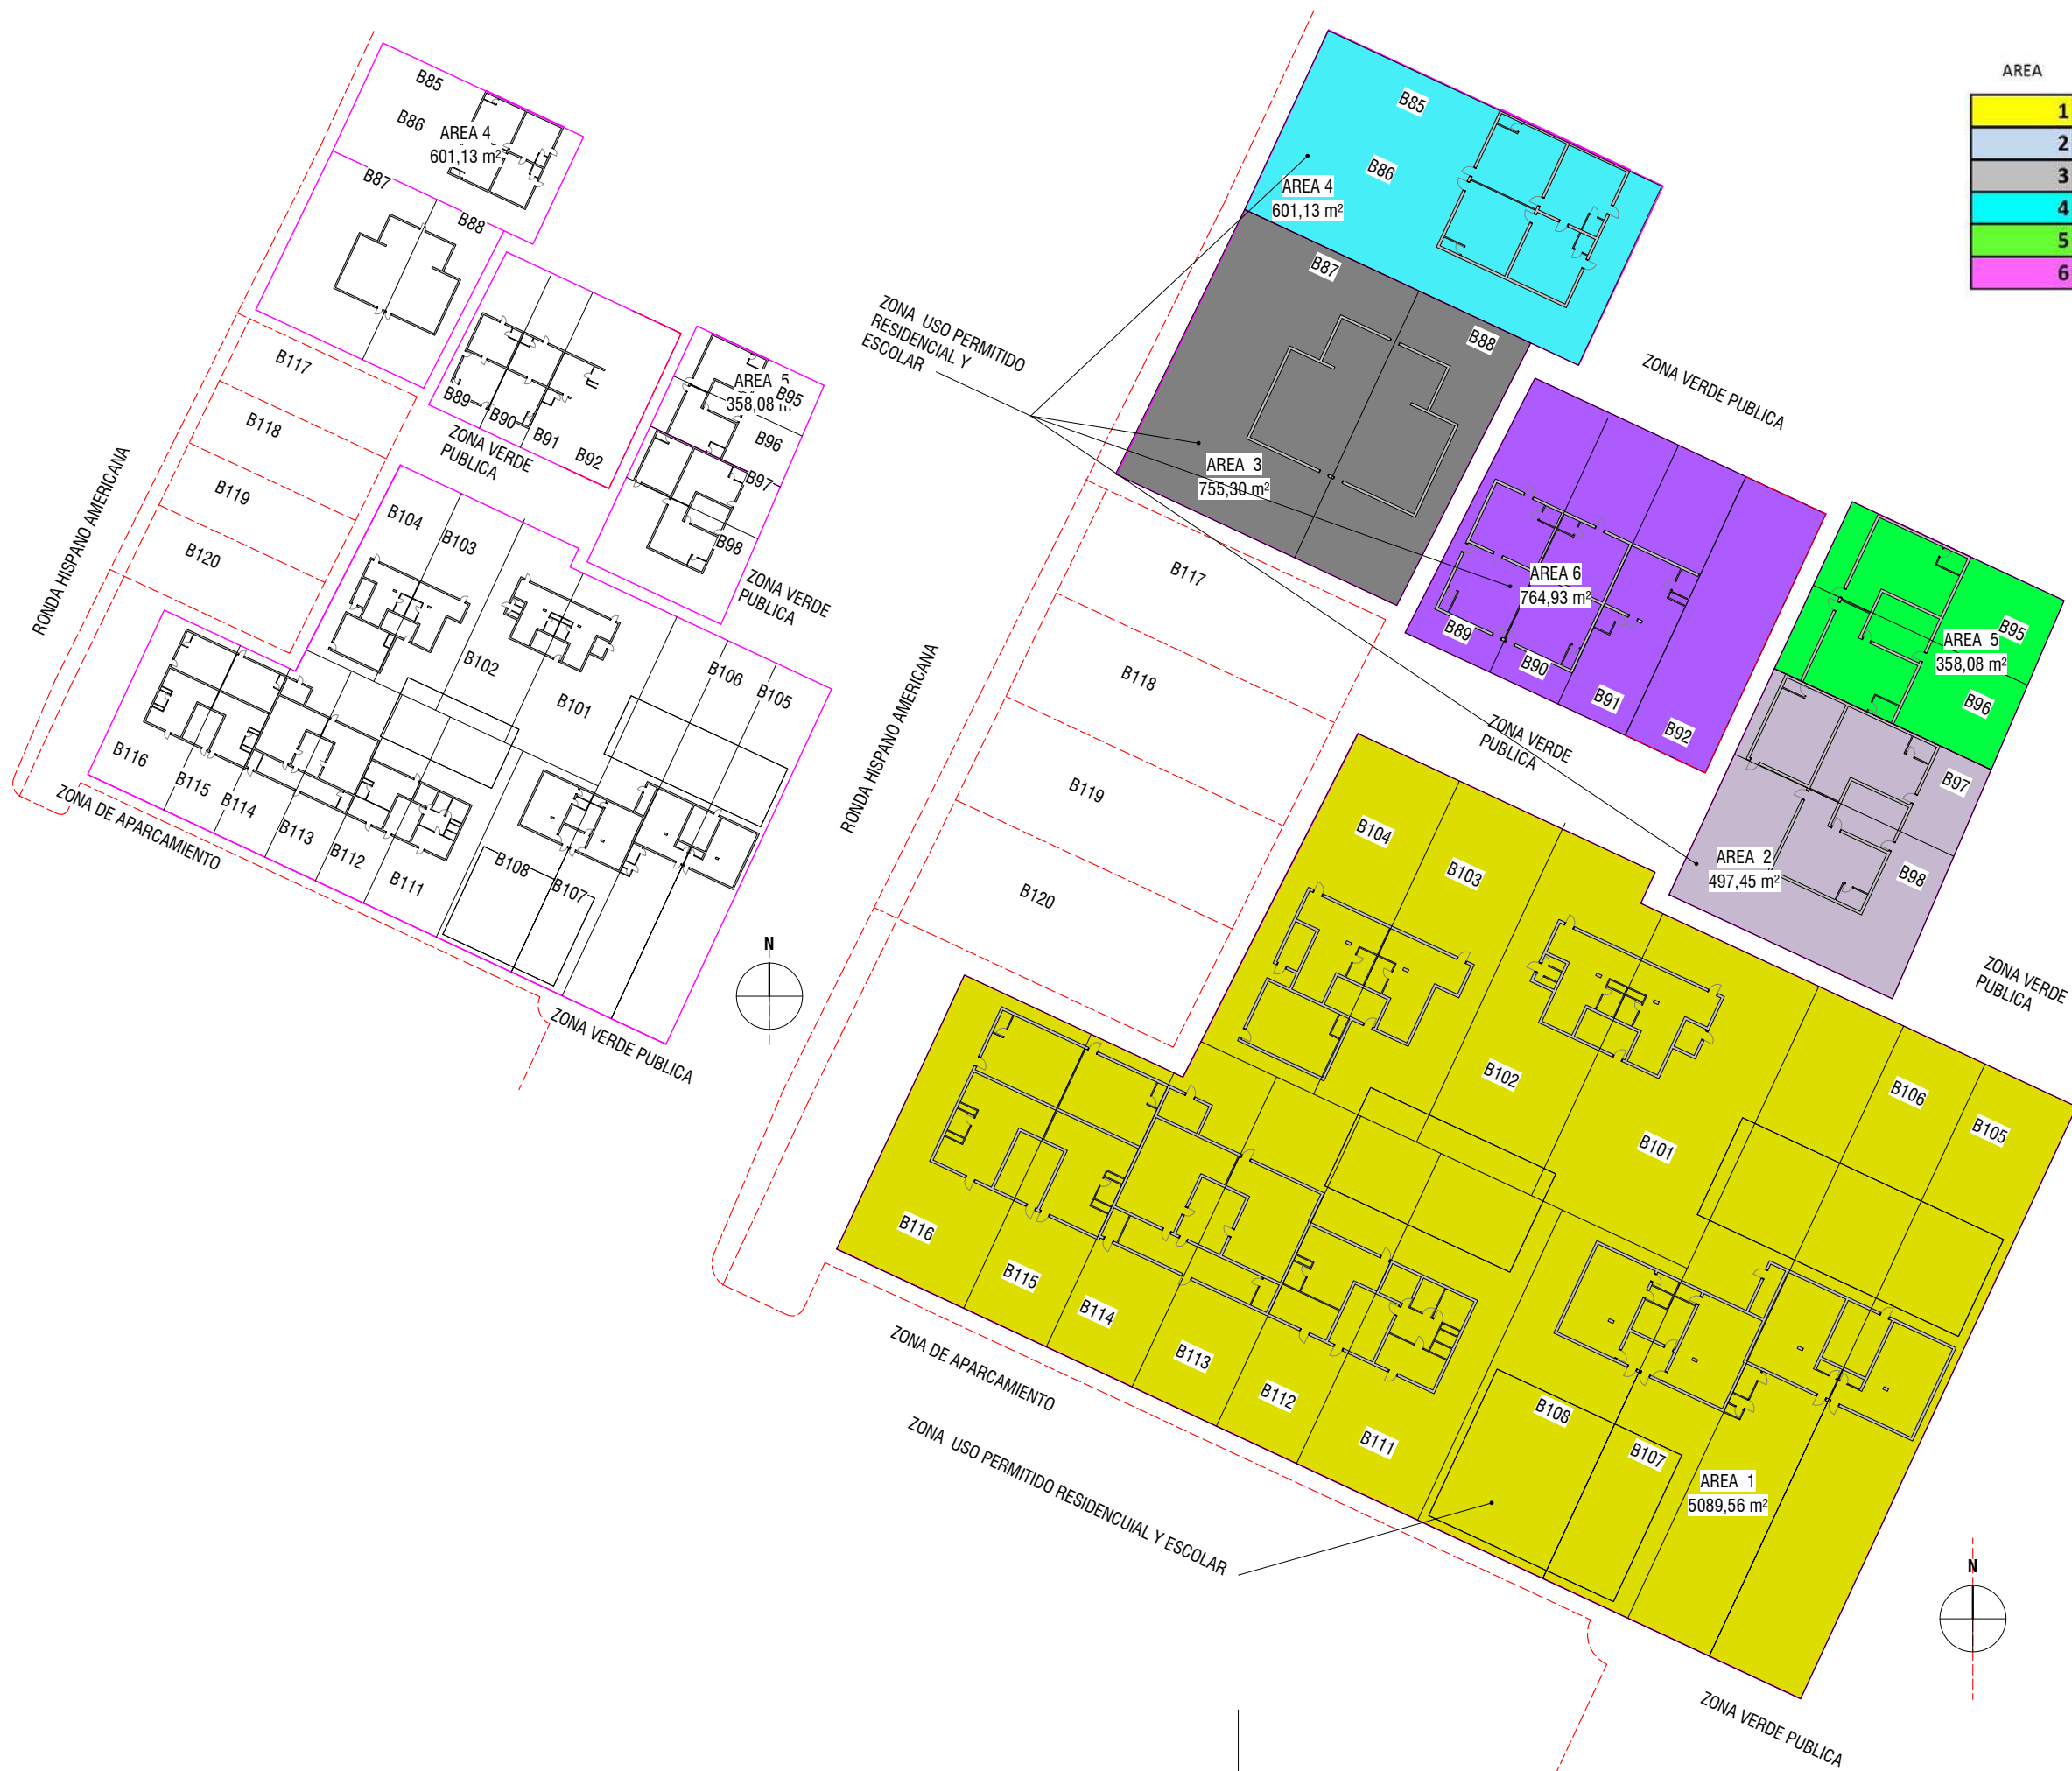 B85
B86
AREA 4
601,13 m²
B87
B88
B117
B118
B119
B120
RONDA HISPANO AMERICANA
B89
B90
B91
B92
ZONA VERDE
PUBLICA
AREA 5
358,08 m²
B95
B96
B97
B98
ZONA VERDE
PUBLICA
B104
B103
B102
B101
B106
B105
B116
B115
B114
B113
B112
B111
B108
B107
ZONA DE APARCAMIENTO
ZONA VERDE PUBLICA
N
ZONA USO PERMITIDO
RESIDENCIAL Y
ESCOLAR
B85
B86
AREA 4
601,13 m²
B87
B88
AREA 3
755,30 m²
ZONA VERDE PUBLICA
AREA 6
764,93 m²
B89
B90
B91
B92
ZONA VERDE
PUBLICA
B95
AREA 5
358,08 m²
B96
B97
AREA 2
497,45 m²
B98
ZONA VERDE
PUBLICA
B117
B118
B119
B120
RONDA HISPANO AMERICANA
B104
B103
B102
B101
B106
B105
B116
B115
B114
B113
B112
B111
B108
B107
AREA 1
5089,56 m²
ZONA DE APARCAMIENTO
ZONA USO PERMITIDO RESIDENCUIAL Y ESCOLAR
ZONA VERDE PUBLICA
N
AREA
1
2
3
4
5
6